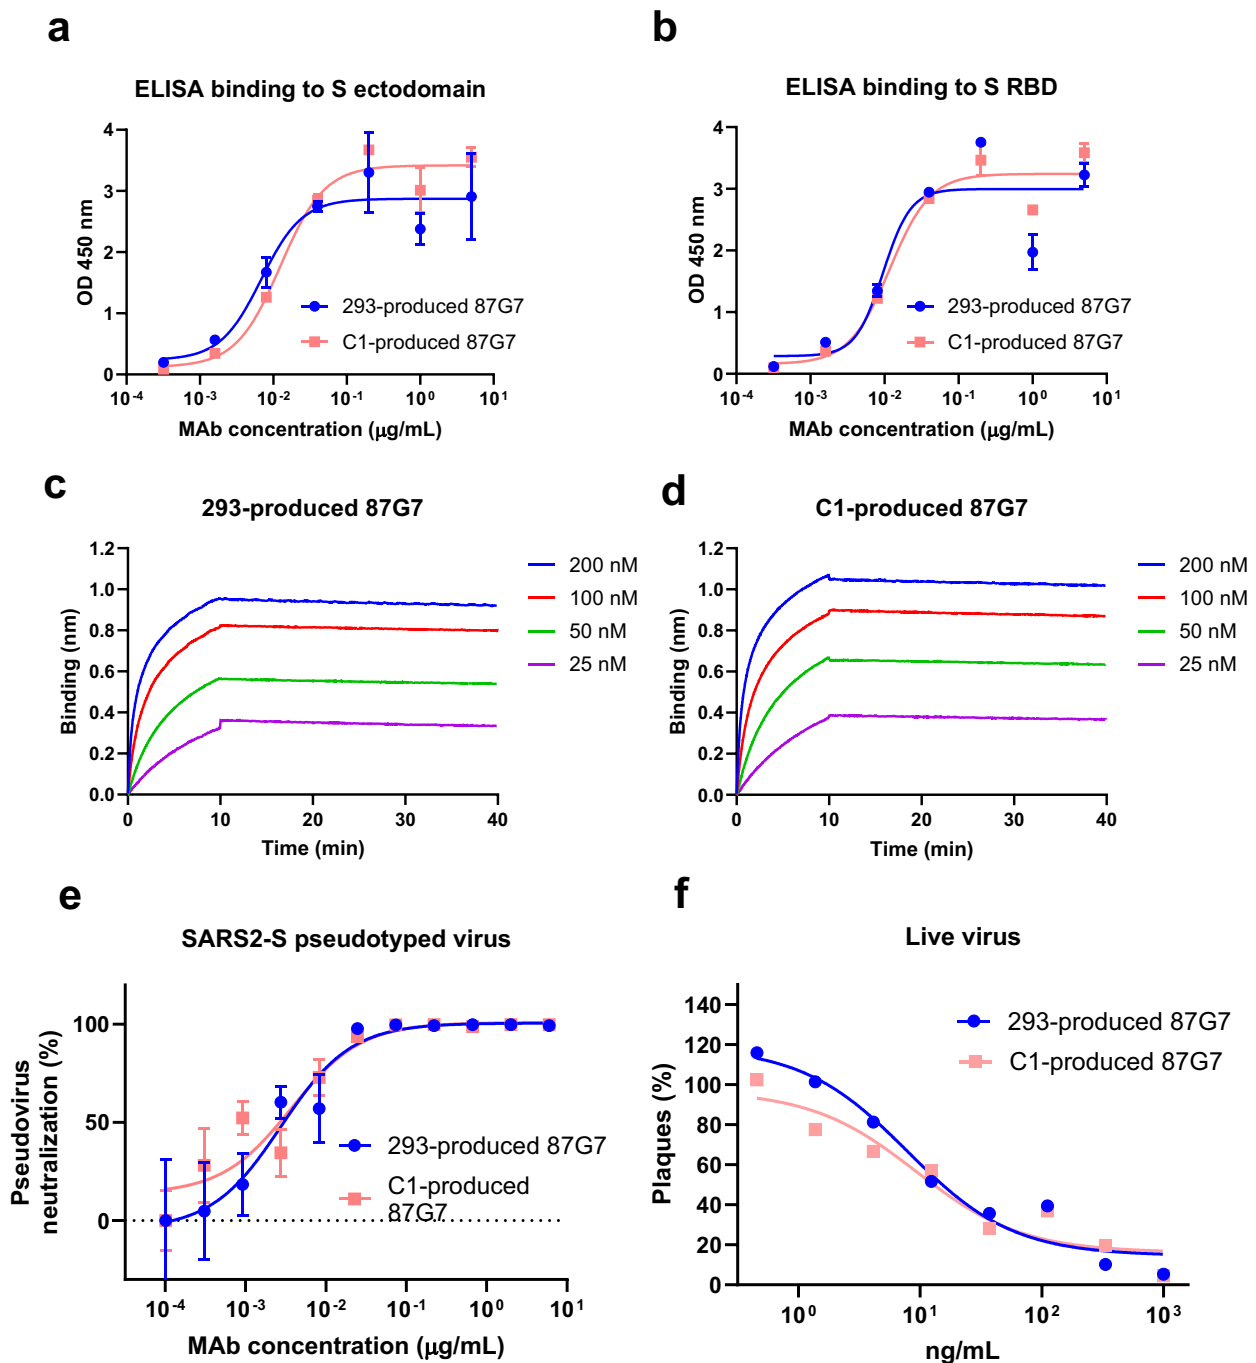 a
ELISA binding to S ectodomain
OD 450 nm
4
3
2
1
0
10⁻⁴ 10⁻³ 10⁻² 10⁻¹ 10⁰ 10¹
MAb concentration (μg/mL)
293-produced 87G7
C1-produced 87G7
b
ELISA binding to S RBD
OD 450 nm
4
3
2
1
0
10⁻⁴ 10⁻³ 10⁻² 10⁻¹ 10⁰ 10¹
MAb concentration (μg/mL)
293-produced 87G7
C1-produced 87G7
c
293-produced 87G7
Binding (nm)
1.2
1.0
0.8
0.6
0.4
0.2
0.0
0 10 20 30 40
Time (min)
200 nM
100 nM
50 nM
25 nM
d
C1-produced 87G7
Binding (nm)
1.2
1.0
0.8
0.6
0.4
0.2
0.0
0 10 20 30 40
Time (min)
200 nM
100 nM
50 nM
25 nM
e
SARS2-S pseudotyped virus
Pseudovirus
neutralization (%)
100
50
0
10⁻⁴ 10⁻³ 10⁻² 10⁻¹ 10⁰ 10¹
MAb concentration (μg/mL)
293-produced 87G7
C1-produced
87G7
f
Live virus
Plaques (%)
140
120
100
80
60
40
20
0
10⁰ 10¹ 10² 10³
ng/mL
293-produced 87G7
C1-produced 87G7